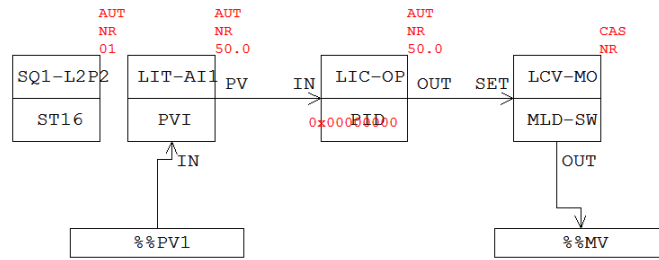 AUT
NR
01
AUT
NR
50.0
AUT
NR
50.0
CAS
NR
SQ1-L2P2
ST16
LIT-AI1
PVI
PV
IN
LIC-OP
PID
0x00000000
OUT
SET
LCV-MO
MLD-SW
IN
OUT
%%PV1
%%MV